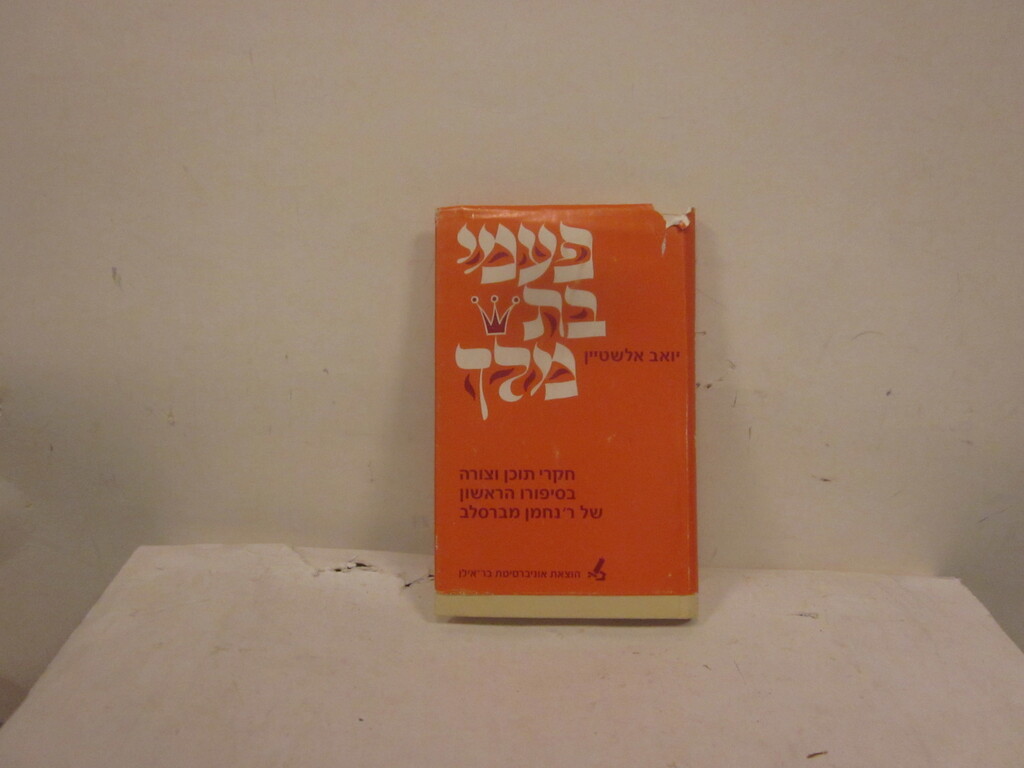 פעמי
בת
מלך
יואב אלשטיין
חקרי תוכן וצורה
בסיפורו הראשון
של ר׳נחמן מברסלב
הוצאת אוניברסיטת בר־אילן